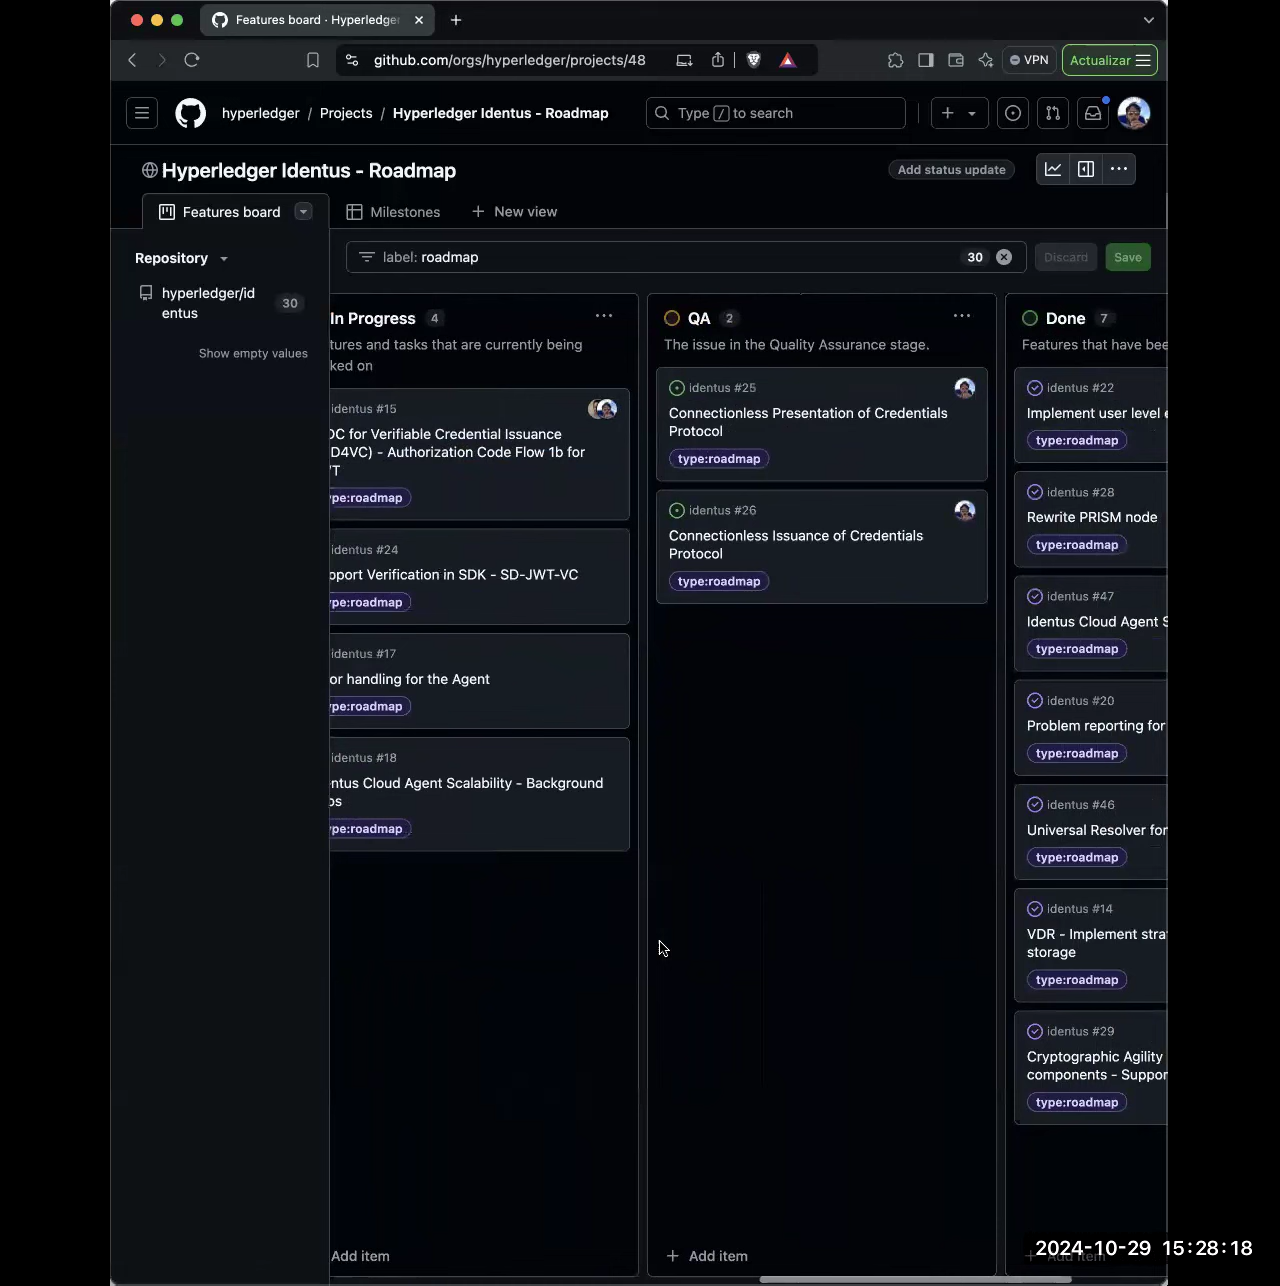 Features board · Hyperledger
github.com/orgs/hyperledger/projects/48
VPN
Actualizar
hyperledger / Projects / Hyperledger Identus - Roadmap
Type / to search
Hyperledger Identus - Roadmap
Add status update
Features board
Milestones
New view
Repository
label: roadmap
30
Discard
Save
hyperledger/id
entus
30
Show empty values
In Progress 4
tures and tasks that are currently being
ked on
identus #15
DC for Verifiable Credential Issuance
D4VC) - Authorization Code Flow 1b for
T
pe:roadmap
identus #24
pport Verification in SDK - SD-JWT-VC
pe:roadmap
identus #17
or handling for the Agent
pe:roadmap
identus #18
entus Cloud Agent Scalability - Background
bs
pe:roadmap
Add item
QA 2
The issue in the Quality Assurance stage.
identus #25
Connectionless Presentation of Credentials
Protocol
type:roadmap
identus #26
Connectionless Issuance of Credentials
Protocol
type:roadmap
Add item
Done 7
Features that have bee
identus #22
Implement user level e
type:roadmap
identus #28
Rewrite PRISM node
type:roadmap
identus #47
Identus Cloud Agent S
type:roadmap
identus #20
Problem reporting for
type:roadmap
identus #46
Universal Resolver for
type:roadmap
identus #14
VDR - Implement stra
storage
type:roadmap
identus #29
Cryptographic Agility
components - Suppor
type:roadmap
Add item
2024-10-29 15:28:18